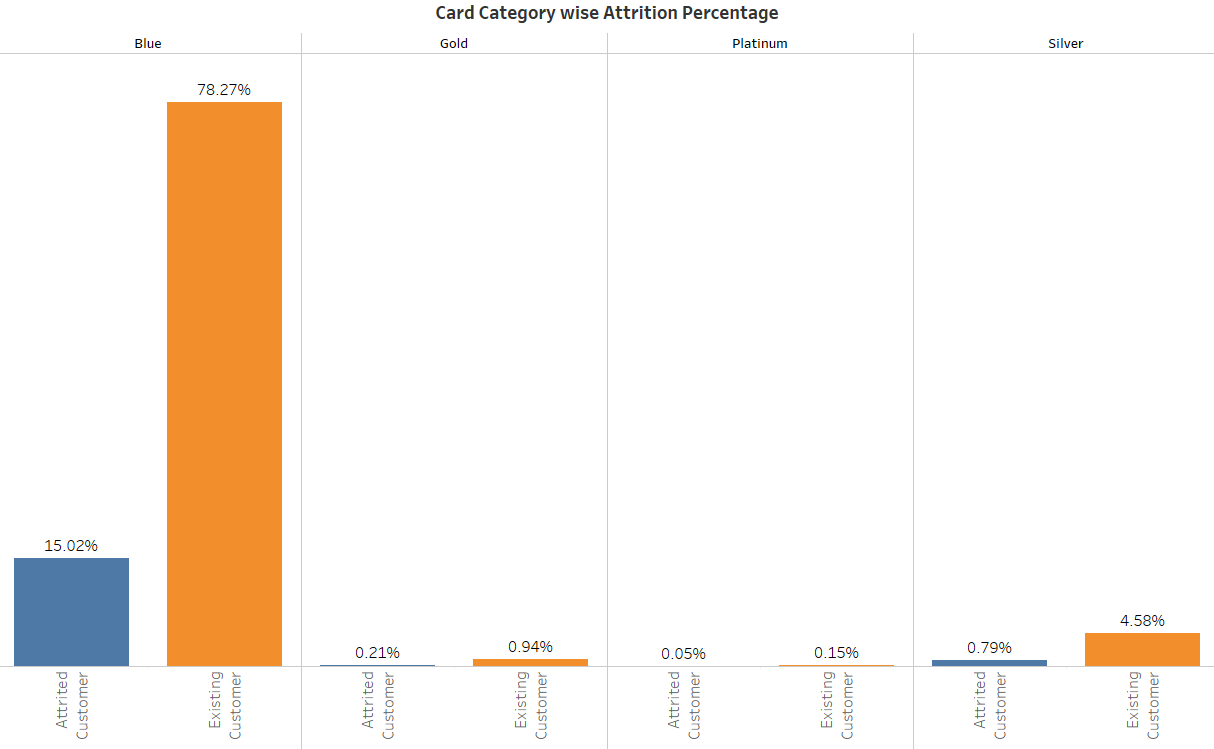 Card Category wise Attrition Percentage
Blue
Gold
Platinum
Silver
78.27%
15.02%
0.21%
0.94%
0.05%
0.15%
0.79%
4.58%
Attrited
Customer
Existing
Customer
Attrited
Customer
Existing
Customer
Attrited
Customer
Existing
Customer
Attrited
Customer
Existing
Customer